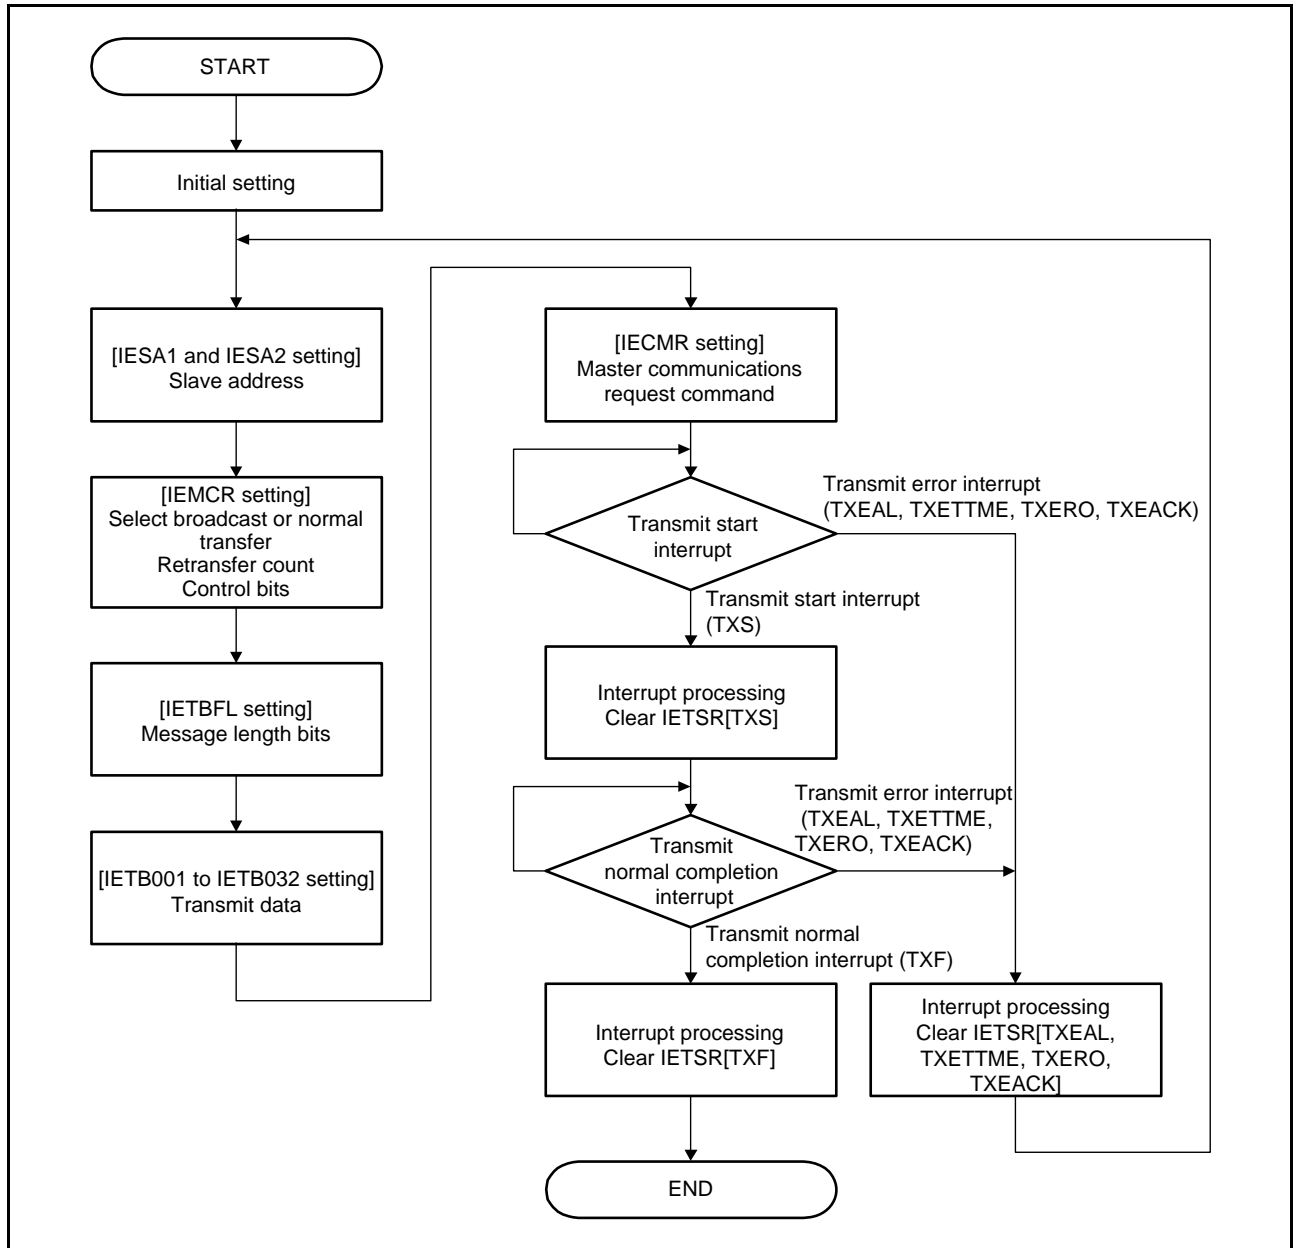 START
Initial setting
[IESA1 and IESA2 setting]
Slave address
[IEMCR setting]
Select broadcast or normal
transfer
Retransfer count
Control bits
[IETBFL setting]
Message length bits
[IETB001 to IETB032 setting]
Transmit data
[IECMR setting]
Master communications
request command
Transmit start
interrupt
Transmit error interrupt
(TXEAL, TXETTME, TXERO, TXEACK)
Transmit start interrupt
(TXS)
Interrupt processing
Clear IETSR[TXS]
Transmit
normal completion
interrupt
Transmit error interrupt
(TXEAL, TXETTME,
TXERO, TXEACK)
Transmit normal
completion interrupt (TXF)
Interrupt processing
Clear IETSR[TXF]
Interrupt processing
Clear IETSR[TXEAL,
TXETTME, TXERO,
TXEACK]
END